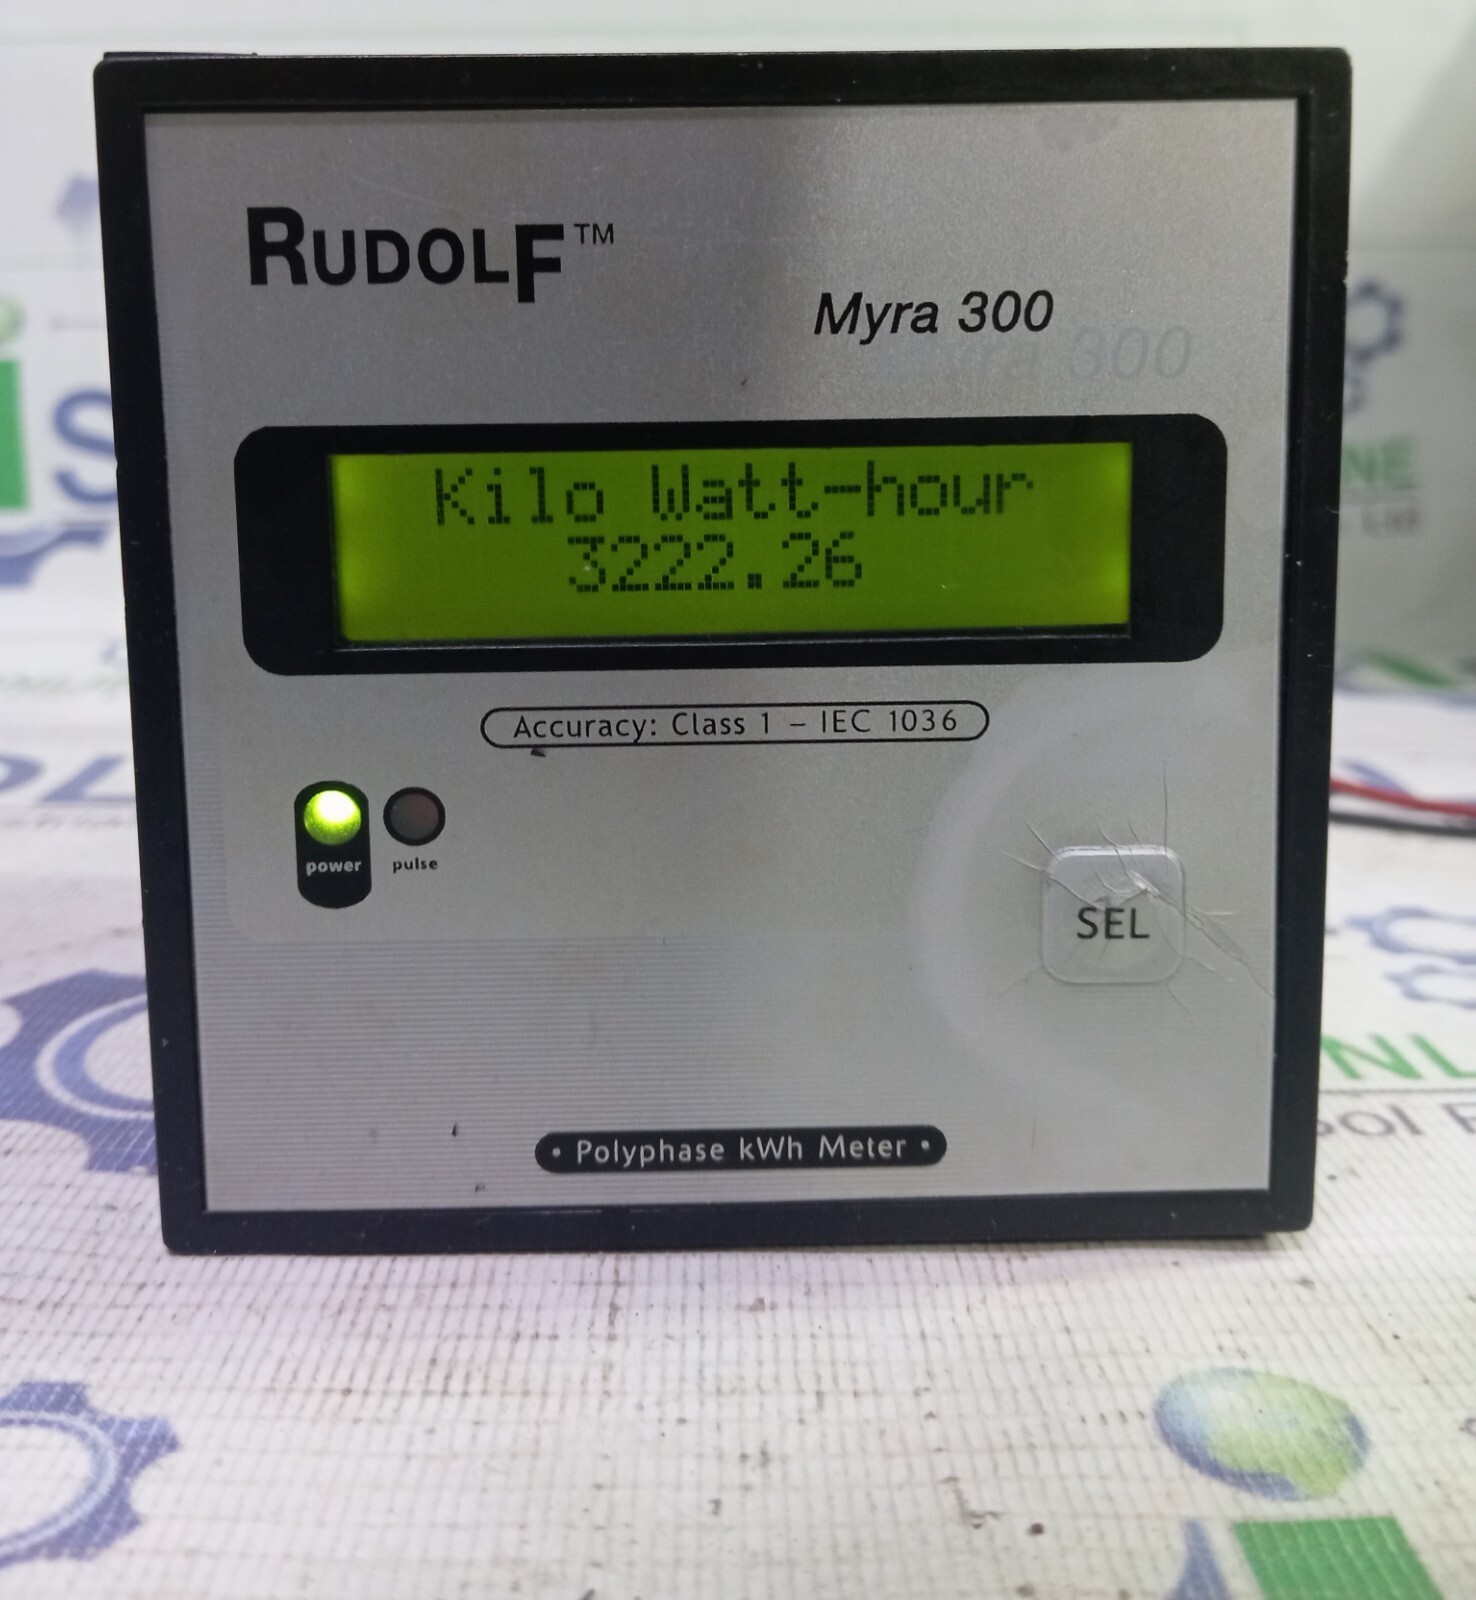 RUDOLF™
Myra 300
Kilo Watt-hour
3222.26
Accuracy: Class 1 – IEC 1036
power
pulse
SEL
• Polyphase kWh Meter •